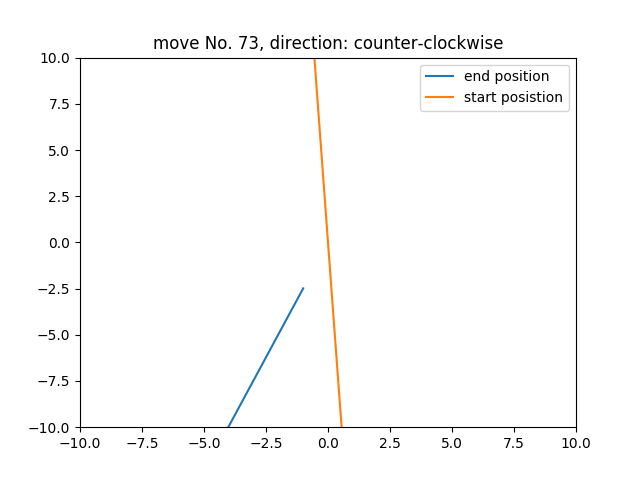 move No. 73, direction: counter-clockwise
end position
start posistion
10.0
7.5
5.0
2.5
0.0
−2.5
−5.0
−7.5
−10.0
−10.0 −7.5 −5.0 −2.5 0.0 2.5 5.0 7.5 10.0